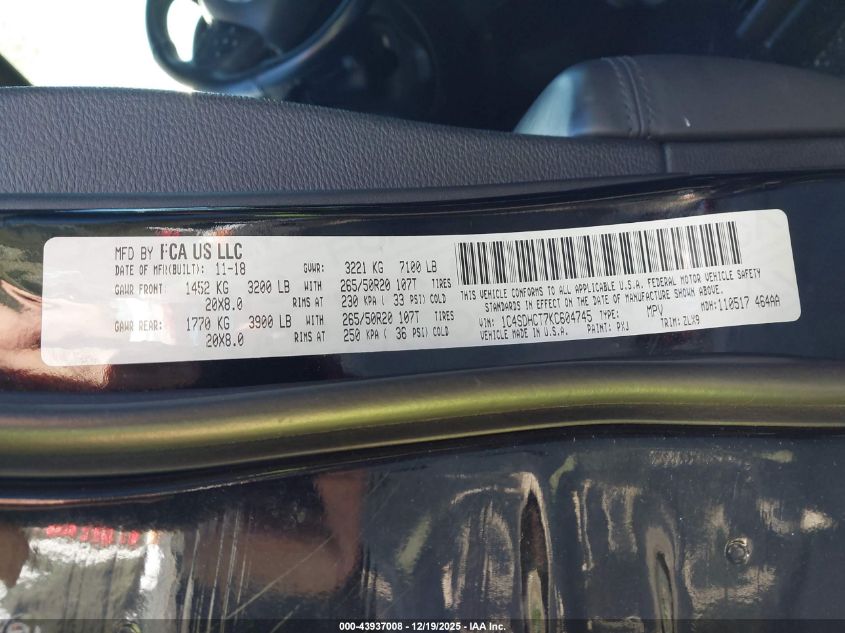 MFD BY FCA US LLC
DATE OF MFR(BUILT): 11-18 GVWR: 3221 KG 7100 LB
GAWR FRONT: 1452 KG 3200 LB WITH 265/50R20 107T TIRES
20X8.0 RIMS AT 230 KPA ( 33 PSI) COLD
GAWR REAR: 1770 KG 3900 LB WITH 265/50R20 107T TIRES
20X8.0 RIMS AT 250 KPA ( 36 PSI) COLD
THIS VEHICLE CONFORMS TO ALL APPLICABLE U.S.A. FEDERAL MOTOR VEHICLE SAFETY
STANDARDS IN EFFECT ON THE DATE OF MANUFACTURE SHOWN ABOVE.
VIN: 1C4SDHCT7KC604745 TYPE: MPV MDH: 110517 464AA
VEHICLE MADE IN U.S.A. PAINT: PXJ TRIM: 2LX9
000-43937008 - 12/19/2025 - IAA Inc.